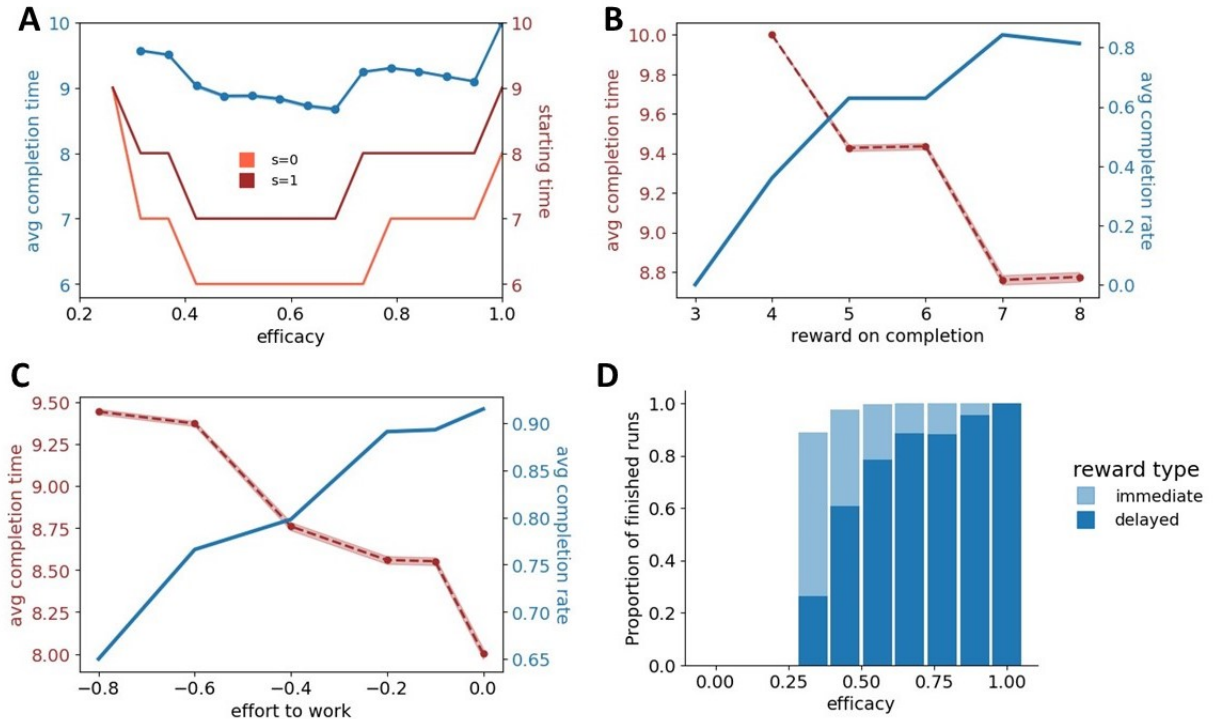 A
avg completion time
10
9
8
7
6
s=0
s=1
10
9
8
7
6
starting time
0.2 0.4 0.6 0.8 1.0
efficacy
B
avg completion time
10.0
9.8
9.6
9.4
9.2
9.0
8.8
0.8
0.6
0.4
0.2
0.0
avg completion rate
3 4 5 6 7 8
reward on completion
C
avg completion time
9.50
9.25
9.00
8.75
8.50
8.25
8.00
0.90
0.85
0.80
0.75
0.70
0.65
avg completion rate
−0.8 −0.6 −0.4 −0.2 0.0
effort to work
D
Proportion of finished runs
1.0
0.8
0.6
0.4
0.2
0.0
0.00 0.25 0.50 0.75 1.00
efficacy
reward type
immediate
delayed